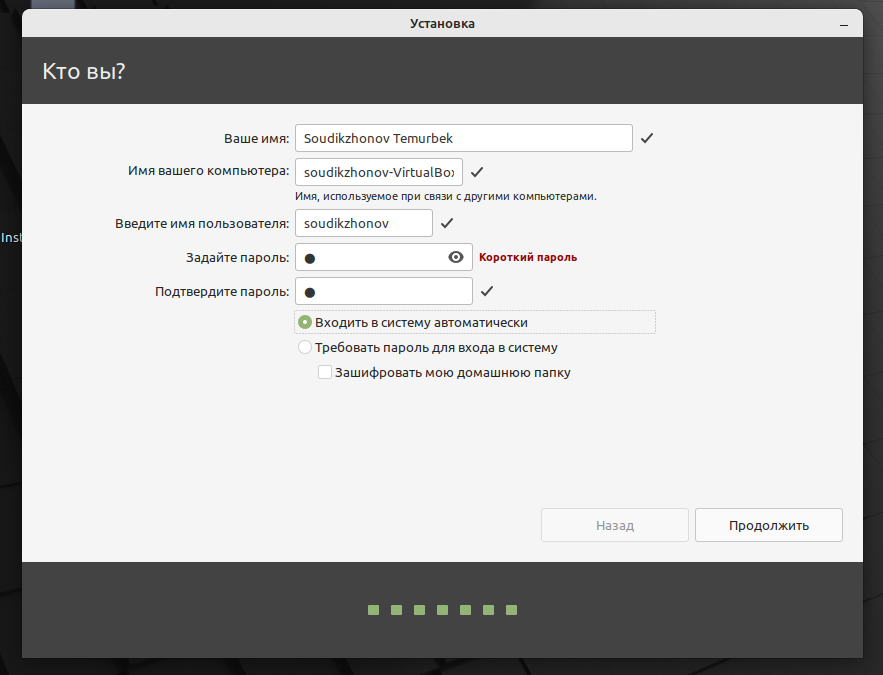 Установка
Кто вы?
Ваше имя: Soudikzhonov Temurbek
Имя вашего компьютера: soudikzhonov-VirtualBox
Имя, используемое при связи с другими компьютерами.
Введите имя пользователя: soudikzhonov
Inst
Задайте пароль: ● Короткий пароль
Подтвердите пароль: ●
Входить в систему автоматически
Требовать пароль для входа в систему
Зашифровать мою домашнюю папку
Назад Продолжить